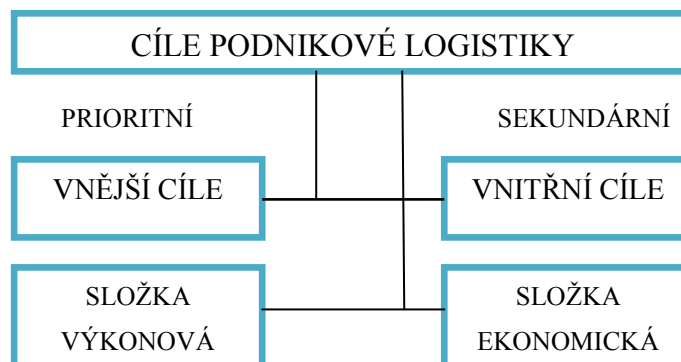 CÍLE PODNIKOVÉ LOGISTIKY
PRIORITNÍ
SEKUNDÁRNÍ
VNĚJŠÍ CÍLE
VNITŘNÍ CÍLE
SLOŽKA
VÝKONOVÁ
SLOŽKA
EKONOMICKÁ